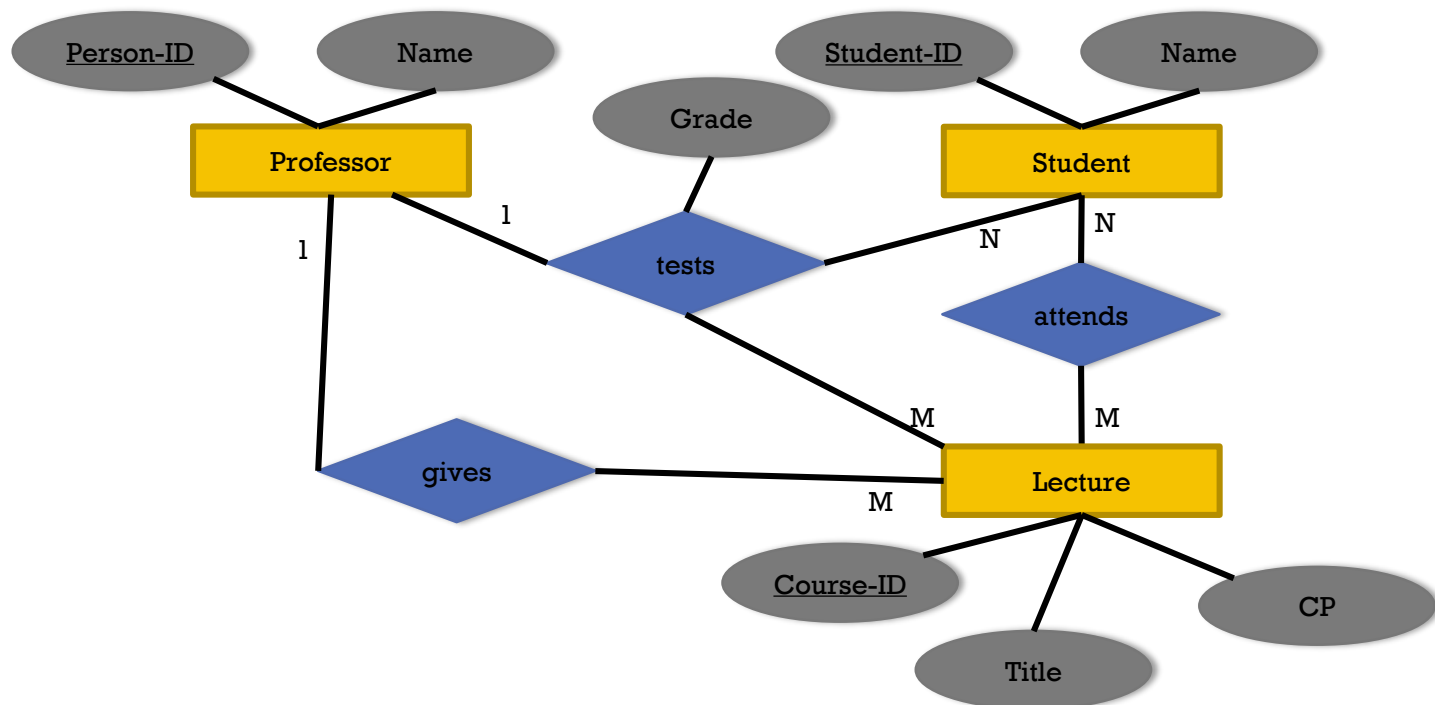 Person-ID
Name
Student-ID
Name
Grade
Professor
Student
1
1
N
N
tests
attends
M
M
gives
M
Lecture
Course-ID
CP
Title